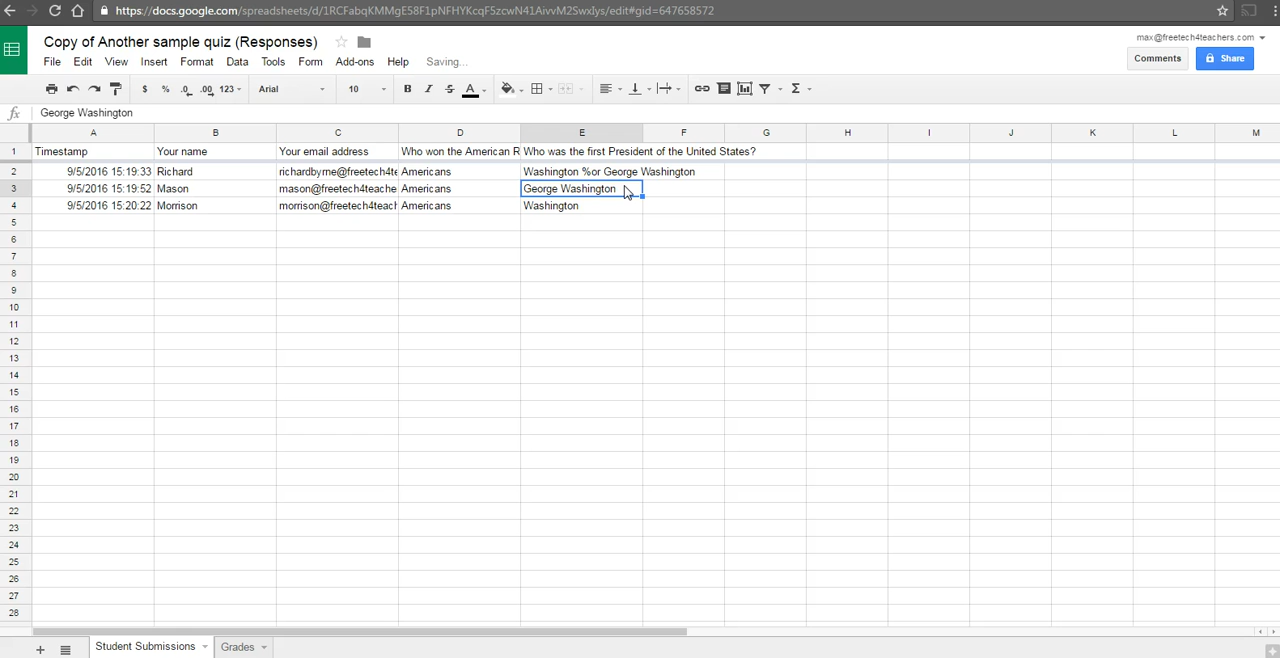 https://docs.google.com/spreadsheets/d/1RCFabqKMMgE58F1pNFHYKcqF5zcwN41AivvM2Swxlys/edit#gid=647658572
Copy of Another sample quiz (Responses)
max@freetech4teachers.com
File Edit View Insert Format Data Tools Form Add-ons Help Saving...
Comments Share
$ % .0 .00 123 Arial 10 B I S A Σ
fx George Washington
A B C D E F G H I J K L M
1 Timestamp Your name Your email address Who won the American R Who was the first President of the United States?
2 9/5/2016 15:19:33 Richard richardbyrne@freetech4te Americans Washington %or George Washington
3 9/5/2016 15:19:52 Mason mason@freetech4teache Americans George Washington
4 9/5/2016 15:20:22 Morrison morrison@freetech4teach Americans Washington
5
6
7
8
9
10
11
12
13
14
15
16
17
18
19
20
21
22
23
24
25
26
27
28
Student Submissions Grades